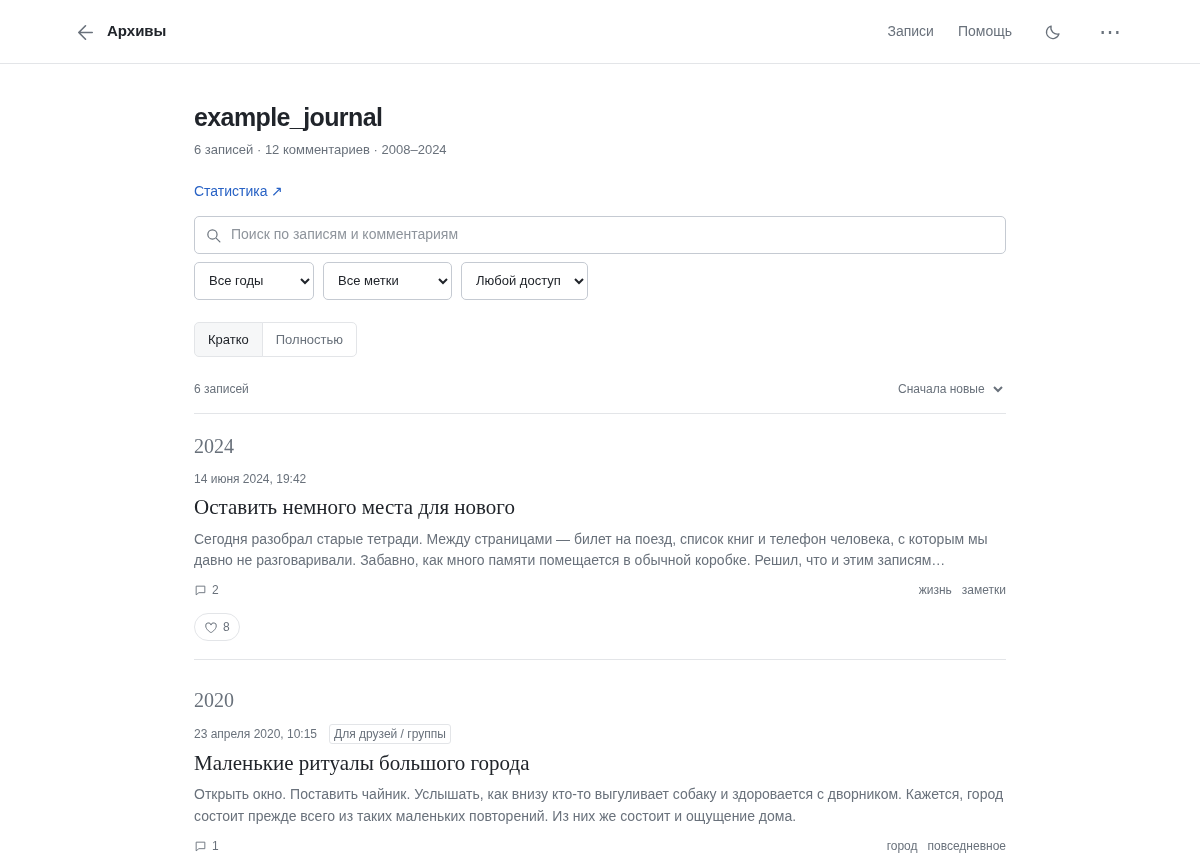 Архивы
Записи
Помощь
...
example_journal
6 записей · 12 комментариев · 2008–2024
Статистика ↗
Поиск по записям и комментариям
Все годы
Все метки
Любой доступ
Кратко
Полностью
6 записей
Сначала новые
2024
14 июня 2024, 19:42
Оставить немного места для нового
Сегодня разобрал старые тетради. Между страницами — билет на поезд, список книг и телефон человека, с которым мы
давно не разговаривали. Забавно, как много памяти помещается в обычной коробке. Решил, что и этим записям…
2
жизнь заметки
8
2020
23 апреля 2020, 10:15 Для друзей / группы
Маленькие ритуалы большого города
Открыть окно. Поставить чайник. Услышать, как внизу кто-то выгуливает собаку и здоровается с дворником. Кажется, город
состоит прежде всего из таких маленьких повторений. Из них же состоит и ощущение дома.
1
город повседневное